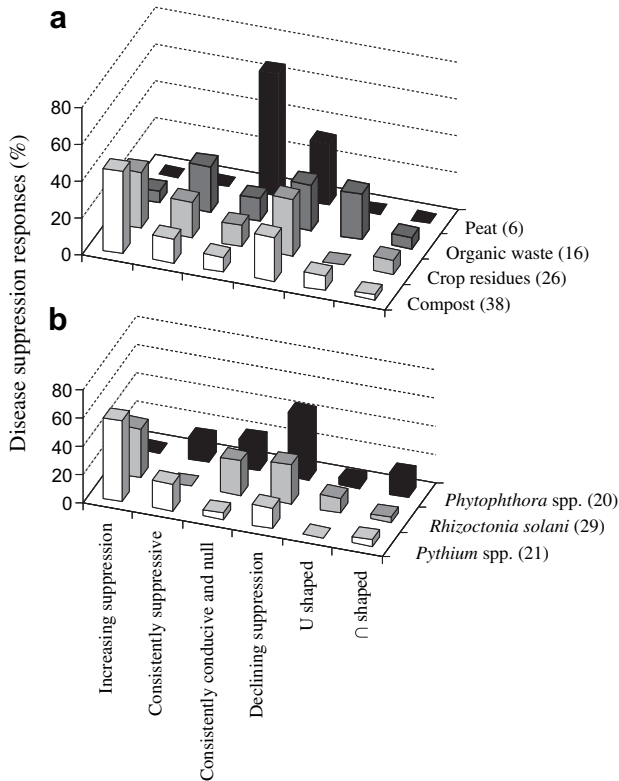 a
Disease suppression responses (%)
80
60
40
20
0
Peat (6)
Organic waste (16)
Crop residues (26)
Compost (38)
b
80
60
40
20
0
Phytophthora spp. (20)
Rhizoctonia solani (29)
Pythium spp. (21)
Increasing suppression
Consistently suppressive
Consistently conducive and null
Declining suppression
U shaped
∩ shaped